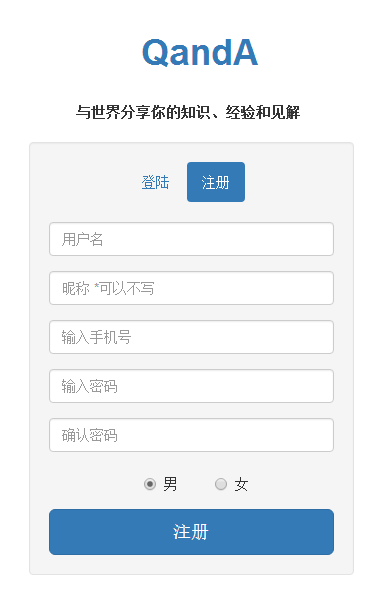 QandA
与世界分享你的知识、经验和见解
登陆 注册
用户名
昵称 *可以不写
输入手机号
输入密码
确认密码
男 女
注册